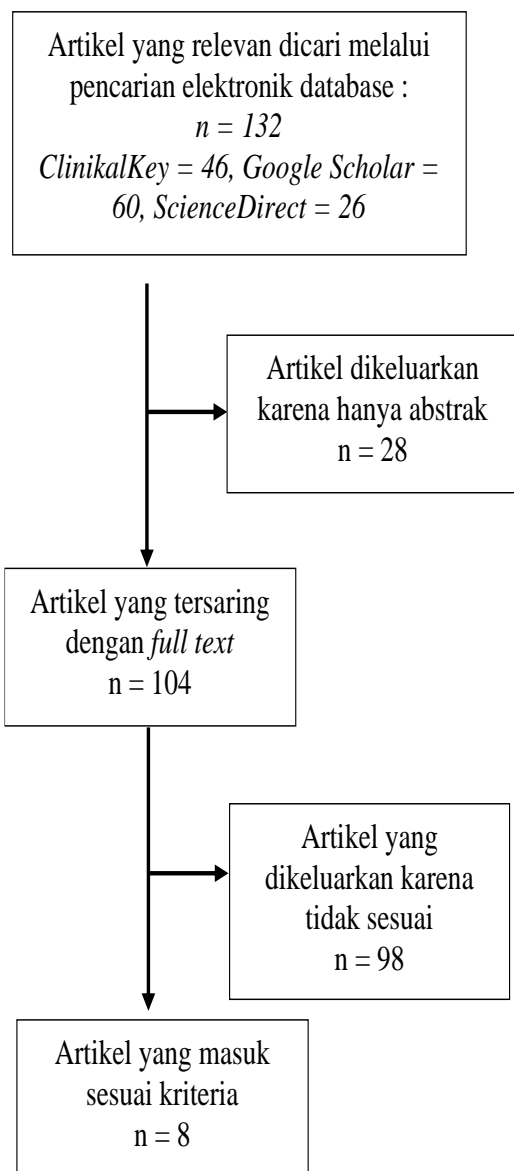 Artikel yang relevan dicari melalui
pencarian elektronik database :
n = 132
ClinikalKey = 46, Google Scholar =
60, ScienceDirect = 26
Artikel dikeluarkan
karena hanya abstrak
n = 28
Artikel yang tersaring
dengan full text
n = 104
Artikel yang
dikeluarkan karena
tidak sesuai
n = 98
Artikel yang masuk
sesuai kriteria
n = 8